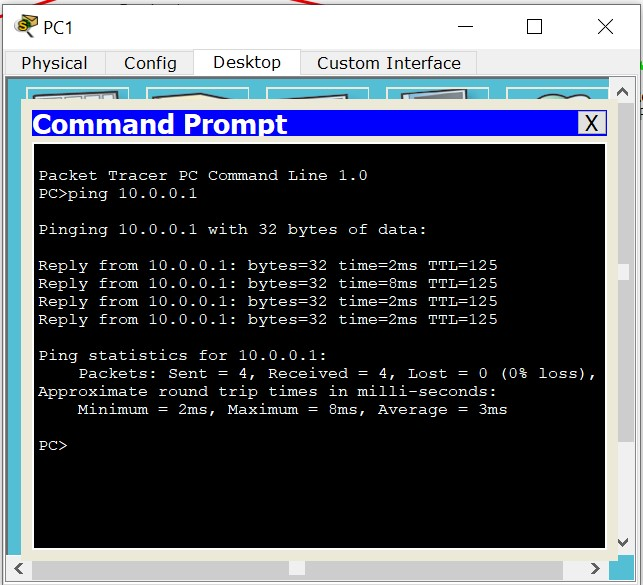 PC1
Physical Config Desktop Custom Interface
Command Prompt X
Packet Tracer PC Command Line 1.0
PC>ping 10.0.0.1
Pinging 10.0.0.1 with 32 bytes of data:
Reply from 10.0.0.1: bytes=32 time=2ms TTL=125
Reply from 10.0.0.1: bytes=32 time=8ms TTL=125
Reply from 10.0.0.1: bytes=32 time=2ms TTL=125
Reply from 10.0.0.1: bytes=32 time=2ms TTL=125
Ping statistics for 10.0.0.1:
Packets: Sent = 4, Received = 4, Lost = 0 (0% loss),
Approximate round trip times in milli-seconds:
Minimum = 2ms, Maximum = 8ms, Average = 3ms
PC>